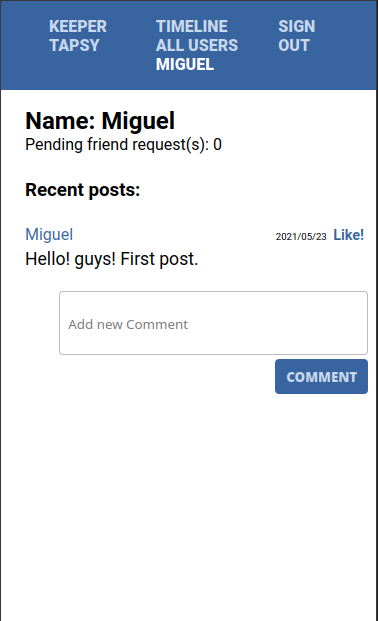 KEEPER TAPSY
TIMELINE
ALL USERS
MIGUEL
SIGN OUT
Name: Miguel
Pending friend request(s): 0
Recent posts:
Miguel 2021/05/23 Like!
Hello! guys! First post.
Add new Comment
COMMENT